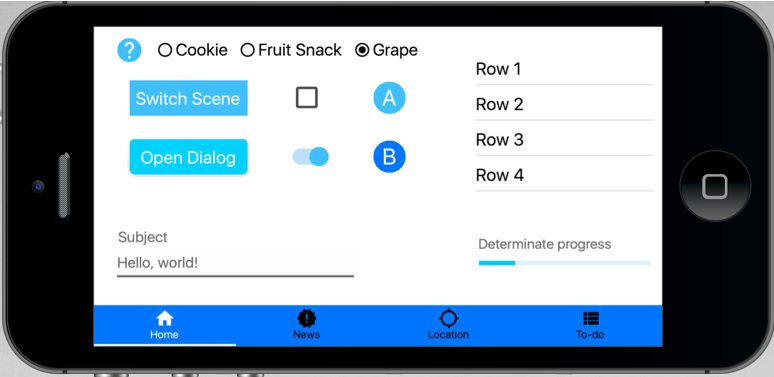 ?
Cookie Fruit Snack Grape
Switch Scene
A
Open Dialog
B
Row 1
Row 2
Row 3
Row 4
Subject
Hello, world!
Determinate progress
Home News Location To-do